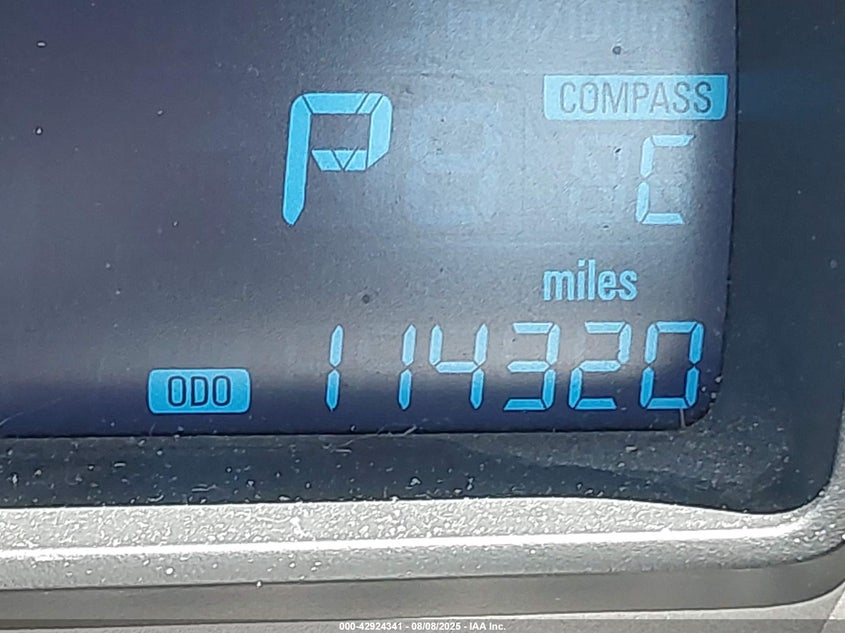 COMPASS
P C
miles
ODO 114320
000-42924341 - 08/08/2025 - IAA Inc.